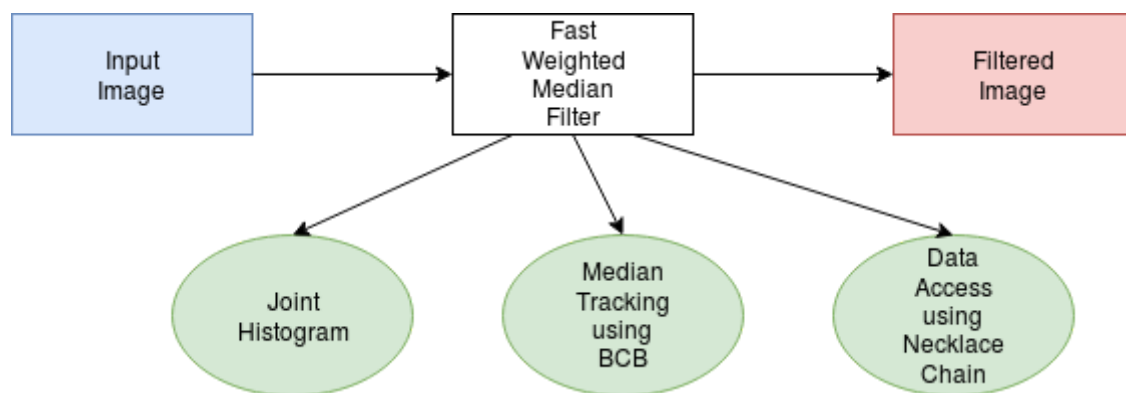 Input
Image
Fast
Weighted
Median
Filter
Filtered
Image
Joint
Histogram
Median
Tracking
using
BCB
Data
Access
using
Necklace
Chain